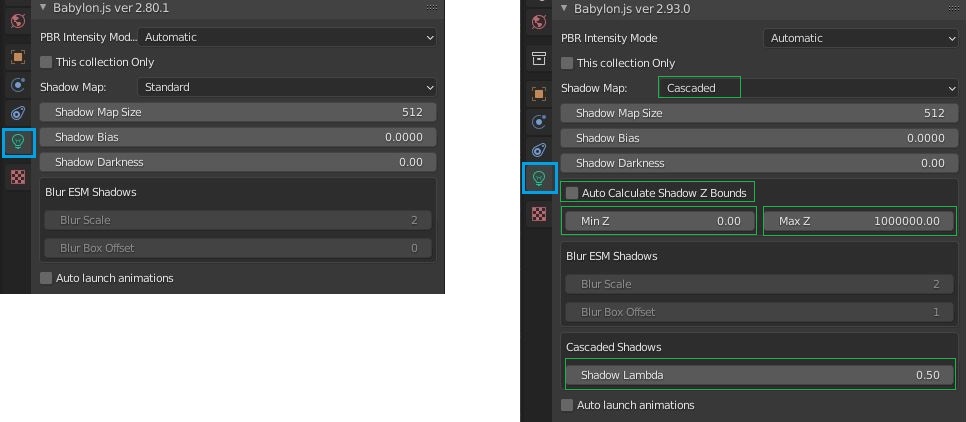 Babylon.js ver 2.80.1
PBR Intensity Mod... Automatic
This collection Only
Shadow Map: Standard
Shadow Map Size 512
Shadow Bias 0.0000
Shadow Darkness 0.00
Blur ESM Shadows
Blur Scale 2
Blur Box Offset 0
Auto launch animations
Babylon.js ver 2.93.0
PBR Intensity Mode Automatic
This collection Only
Shadow Map: Cascaded
Shadow Map Size 512
Shadow Bias 0.0000
Shadow Darkness 0.00
Auto Calculate Shadow Z Bounds
Min Z 0.00 Max Z 1000000.00
Blur ESM Shadows
Blur Scale 2
Blur Box Offset 1
Cascaded Shadows
Shadow Lambda 0.50
Auto launch animations